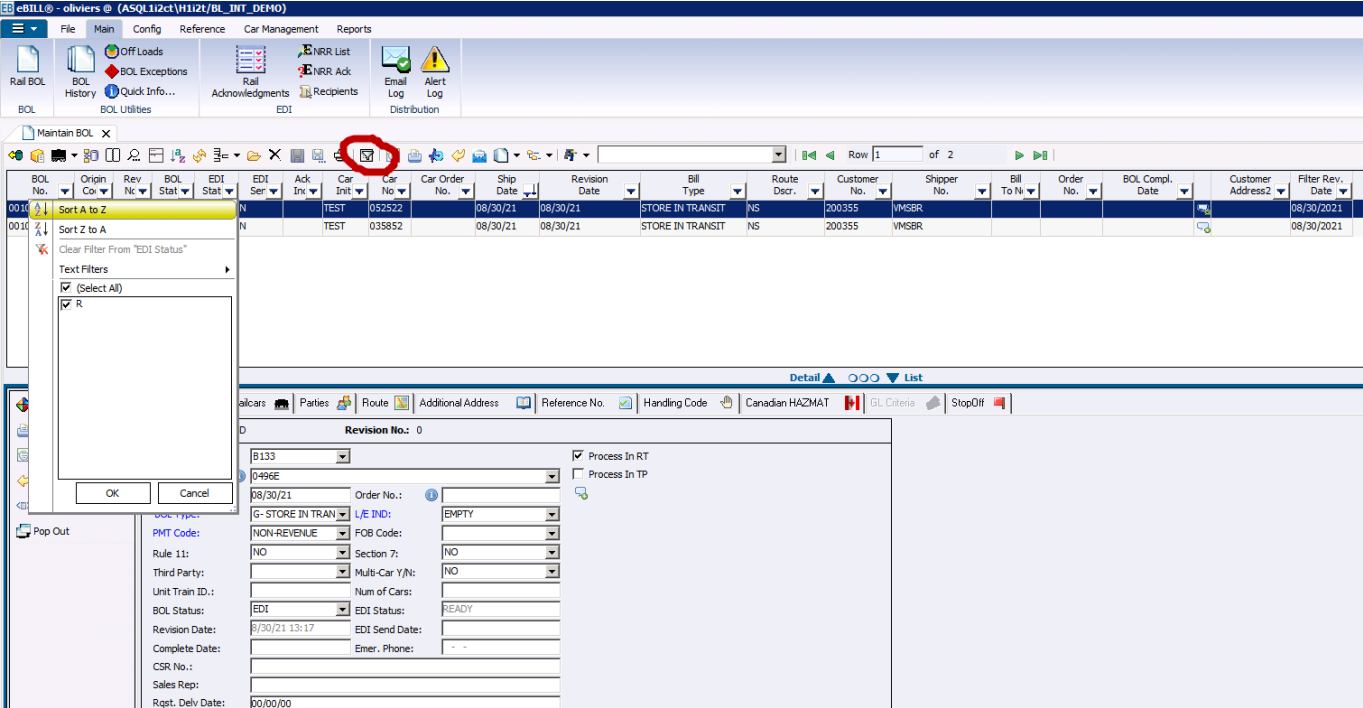 EB eBILL® - oliviers @ (ASQL1i2ct\H1i2t/BL_INT_DEMO)
File Main Config Reference Car Management Reports
Rail BOL
BOL History
Off Loads
BOL Exceptions
Quick Info...
Rail Acknowledgments
NRR List
NRR Ack
Recipients
Email Log
Alert Log
BOL BOL Utilities EDI Distribution
Maintain BOL X
Row 1 of 2
BOL Origin Rev BOL EDI EDI Ack Car Car Car Order Ship Revision Bill Route Customer Shipper Bill Order BOL Compl. Customer Filter Rev.
No. Co Nc Stat Stat Ser Inc Init No No. Date Date Type Dscr. No. No. To No. Date Address2 Date
0010 N TEST 052522 08/30/21 08/30/21 STORE IN TRANSIT NS 200355 VMSBR 08/30/2021
0010 N TEST 035852 08/30/21 08/30/21 STORE IN TRANSIT NS 200355 VMSBR 08/30/2021
Sort A to Z
Sort Z to A
Clear Filter From "EDI Status"
Text Filters
(Select All)
R
OK Cancel
Detail List
ailcars Parties Route Additional Address Reference No. Handling Code Canadian HAZMAT GL Criteria StopOff
D Revision No.: 0
B133 Process In RT
0496E Process In TP
08/30/21 Order No.:
BOL Type: G- STORE IN TRAN L/E IND: EMPTY
Pop Out
PMT Code: NON-REVENUE FOB Code:
Rule 11: NO Section 7: NO
Third Party: Multi-Car Y/N: NO
Unit Train ID.: Num of Cars:
BOL Status: EDI EDI Status: READY
Revision Date: 8/30/21 13:17 EDI Send Date:
Complete Date: Emer. Phone: - -
CSR No.:
Sales Rep:
Rqst. Delv Date: 00/00/00